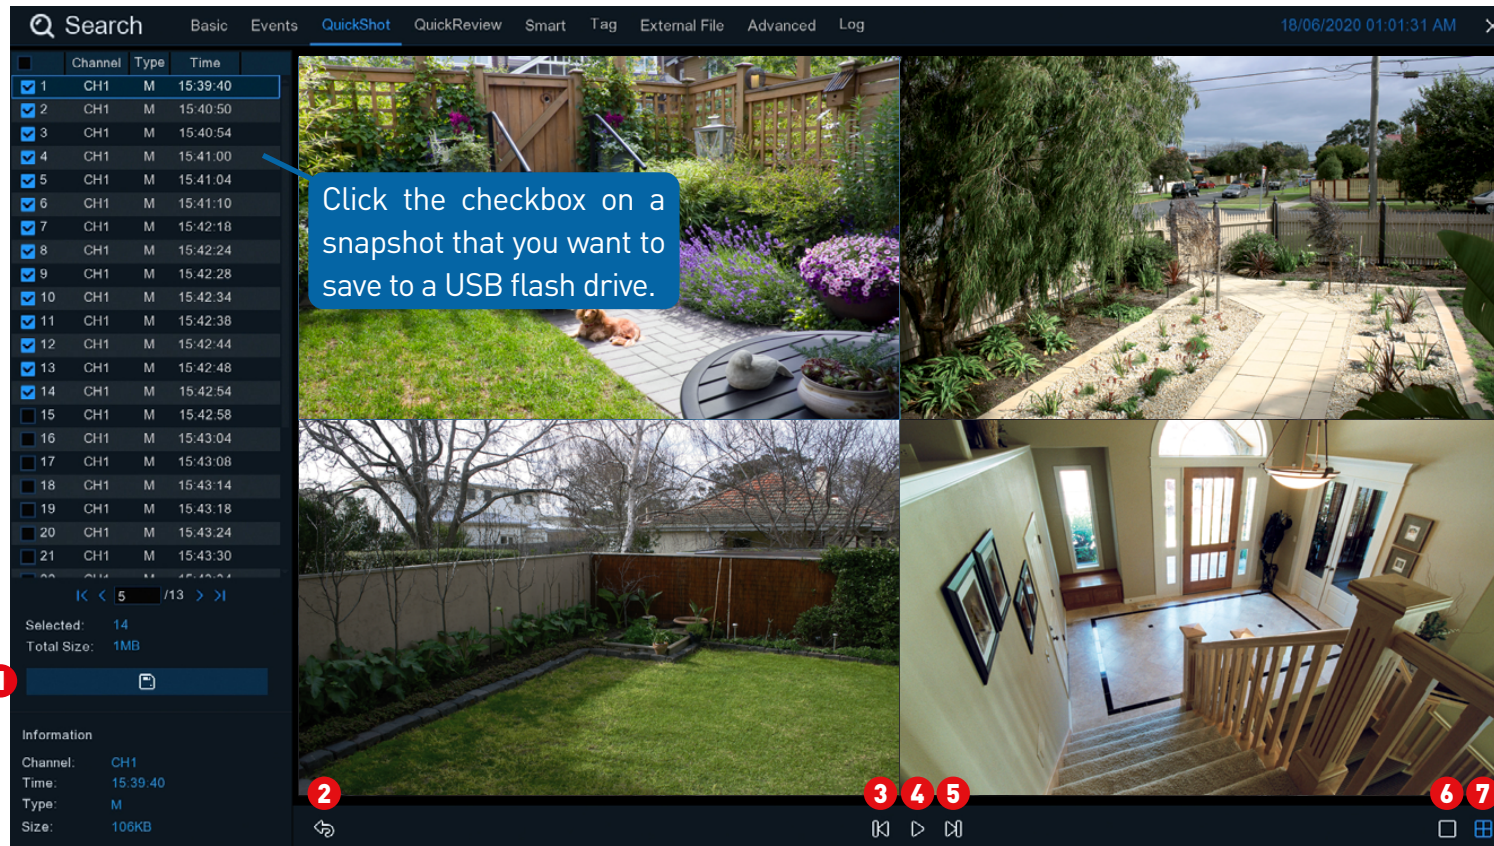 Search Basic Events QuickShot QuickReview Smart Tag External File Advanced Log 18/06/2020 01:01:31 AM
Channel Type Time
1 CH1 M 15:39:40
2 CH1 M 15:40:50
3 CH1 M 15:40:54
4 CH1 M 15:41:00
5 CH1 M 15:41:04
6 CH1 M 15:41:10
7 CH1 M 15:42:18
8 CH1 M 15:42:24
9 CH1 M 15:42:28
10 CH1 M 15:42:34
11 CH1 M 15:42:38
12 CH1 M 15:42:44
13 CH1 M 15:42:48
14 CH1 M 15:42:54
15 CH1 M 15:42:58
16 CH1 M 15:43:04
17 CH1 M 15:43:08
18 CH1 M 15:43:14
19 CH1 M 15:43:18
20 CH1 M 15:43:24
21 CH1 M 15:43:30
Click the checkbox on a
snapshot that you want to
save to a USB flash drive.
5 /13
Selected: 14
Total Size: 1MB
1
Information
Channel: CH1
Time: 15:39:40
Type: M
Size: 106KB
2 3 4 5 6 7